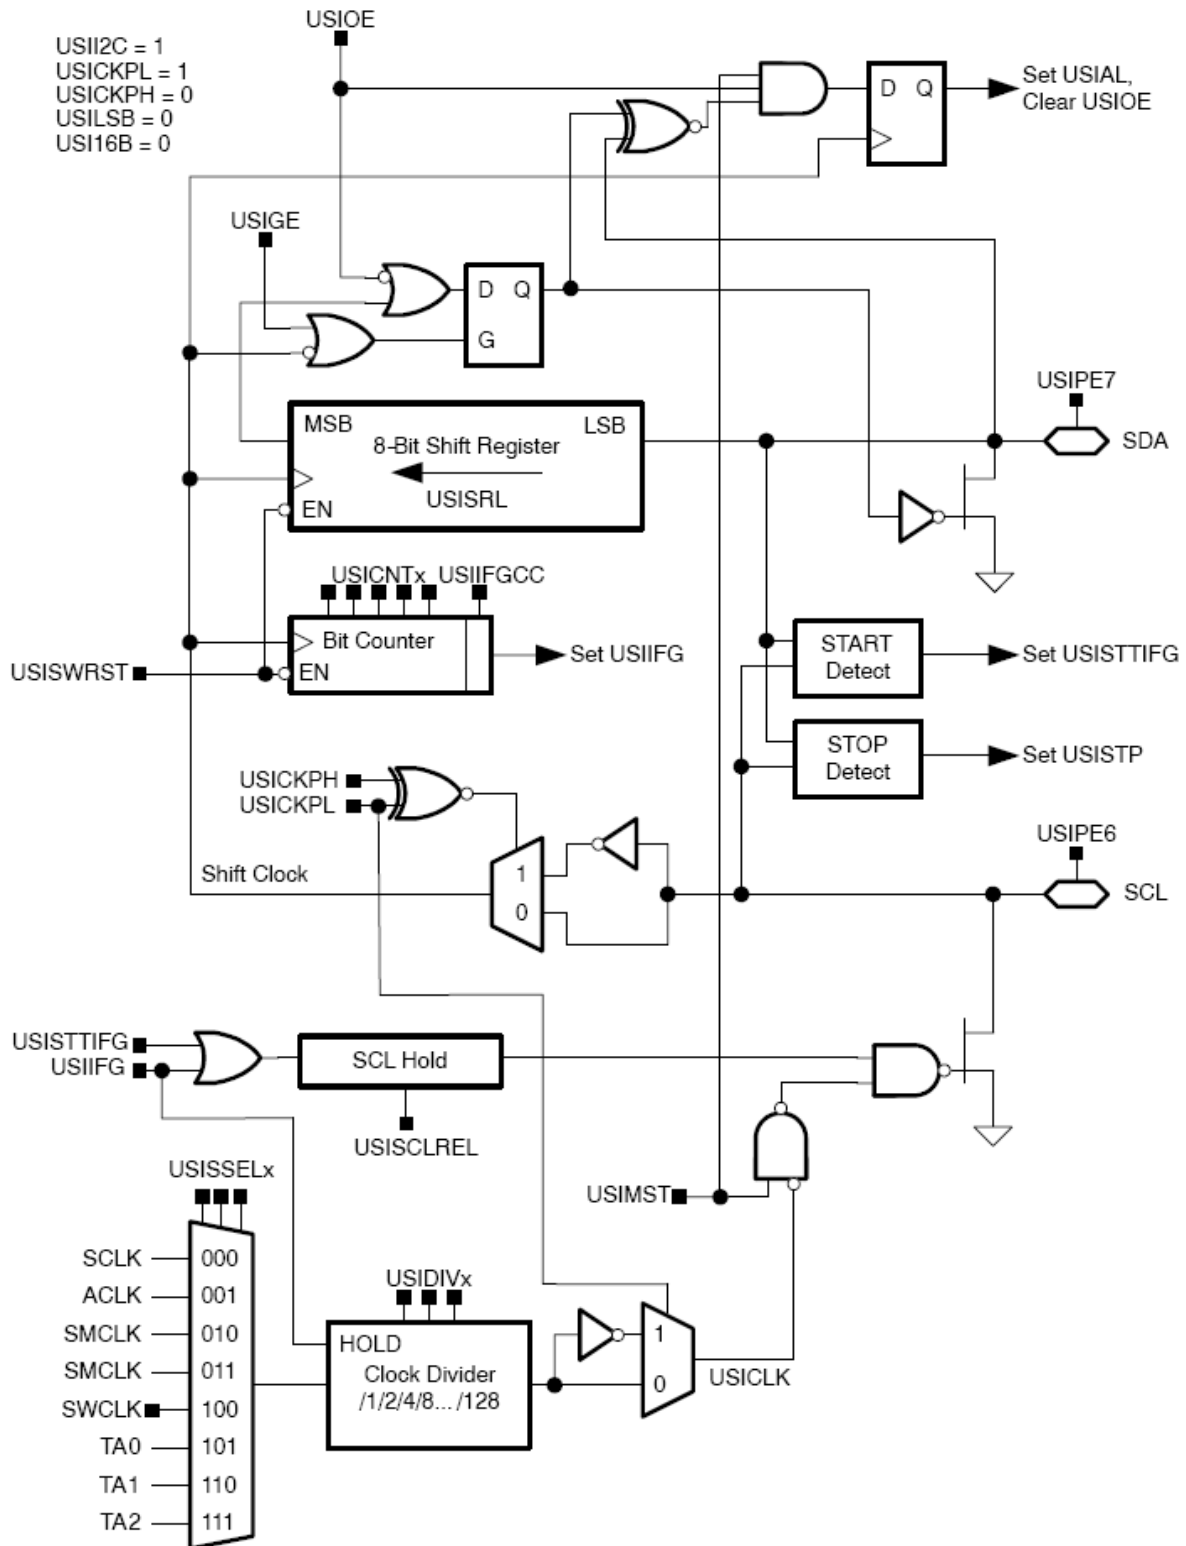 USIOE
USII2C = 1
USICKPL = 1
USICKPH = 0
USILSB = 0
USI16B = 0
D Q
Set USIAL,
Clear USIOE
USIGE
D Q
G
USIPE7
MSB
LSB
8-Bit Shift Register
USISRL
EN
SDA
USICNTx
USIIFGCC
Bit Counter
EN
Set USIIFG
USISWRST
START
Detect
Set USISTTIFG
STOP
Detect
Set USISTP
USICKPH
USICKPL
USIPE6
Shift Clock
1
0
SCL
USISTTIFG
USIIFG
SCL Hold
USISCLREL
USISSELx
USIMST
SCLK
000
ACLK
001
SMCLK
010
SMCLK
011
SWCLK
100
TA0
101
TA1
110
TA2
111
USIDIVx
HOLD
Clock Divider
/1/2/4/8... /128
1
0
USICLK